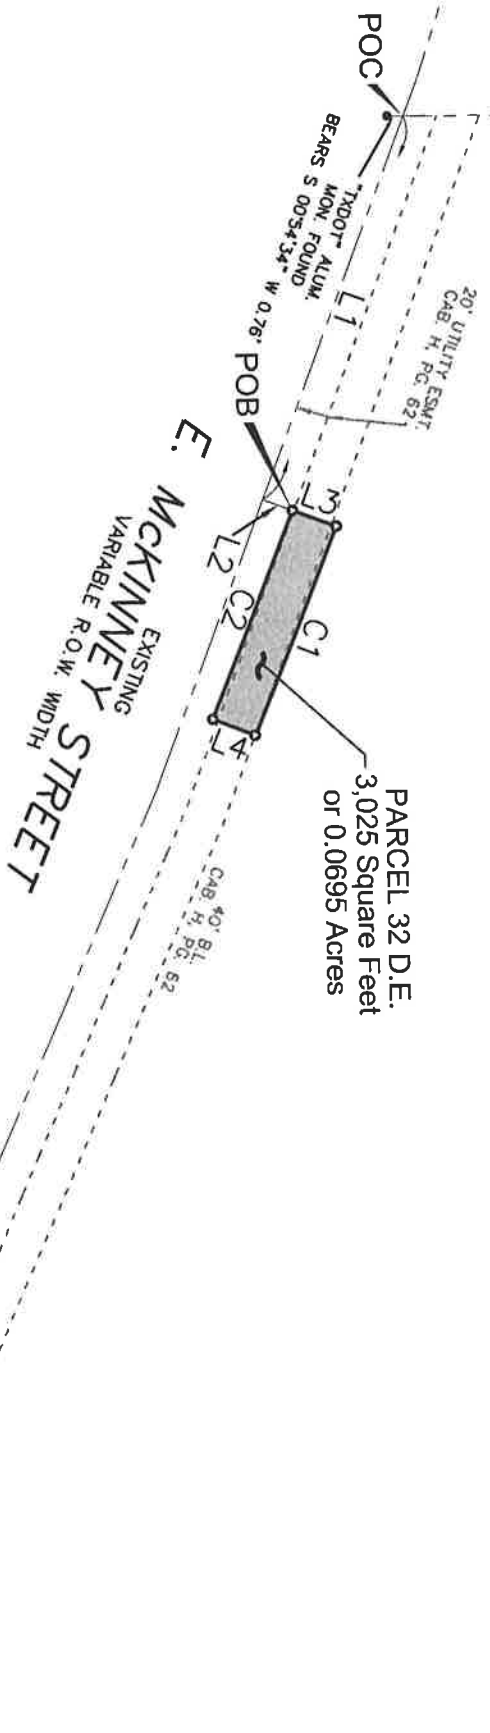 POC
"TXDOT" ALUM.
MON. FOUND
BEARS S 00°54'34" W 0.76'
L1
20' UTILITY ESMT.
CAB. H, PG. 62
POB
L3
L2
C2
C1
L4
E. McKINNEY STREET
EXISTING
VARIABLE R.O.W. WIDTH
PARCEL 32 D.E.
3,025 Square Feet
or 0.0695 Acres
40' B.L.
CAB. H, PG. 62